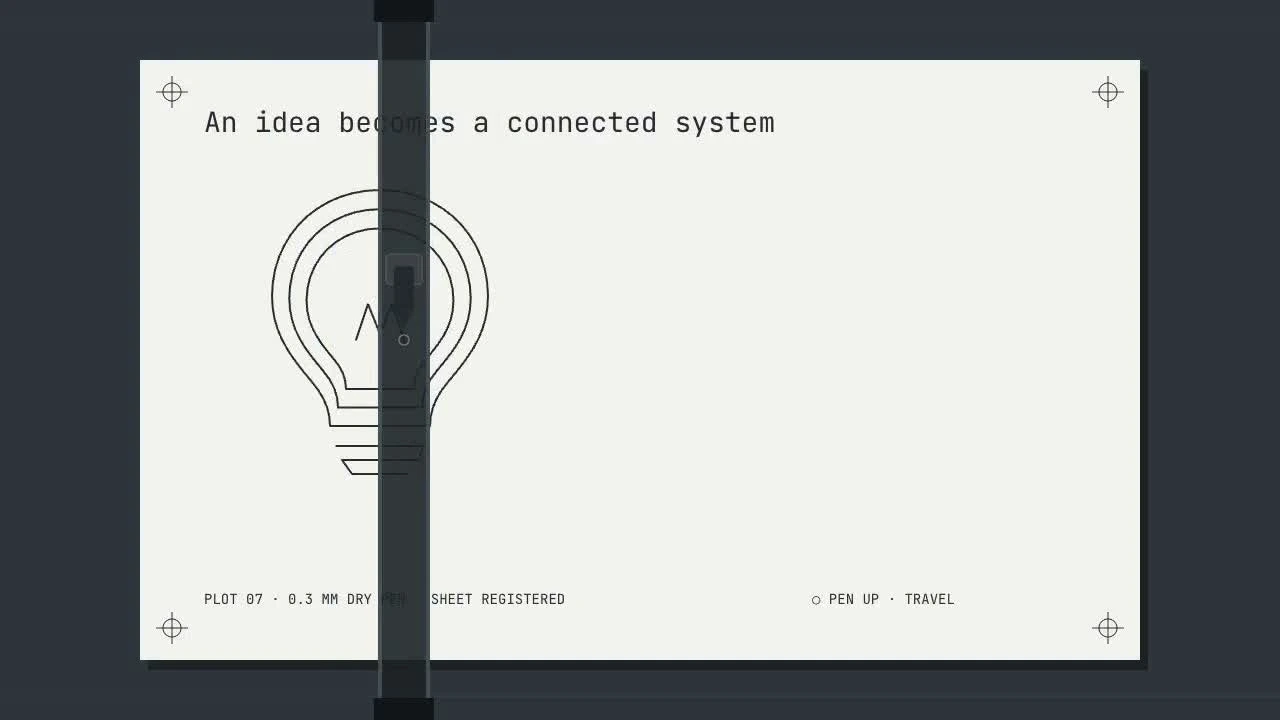 An idea becomes a connected system
PLOT 07 · 0.3 MM DRY PEN · SHEET REGISTERED
○ PEN UP · TRAVEL